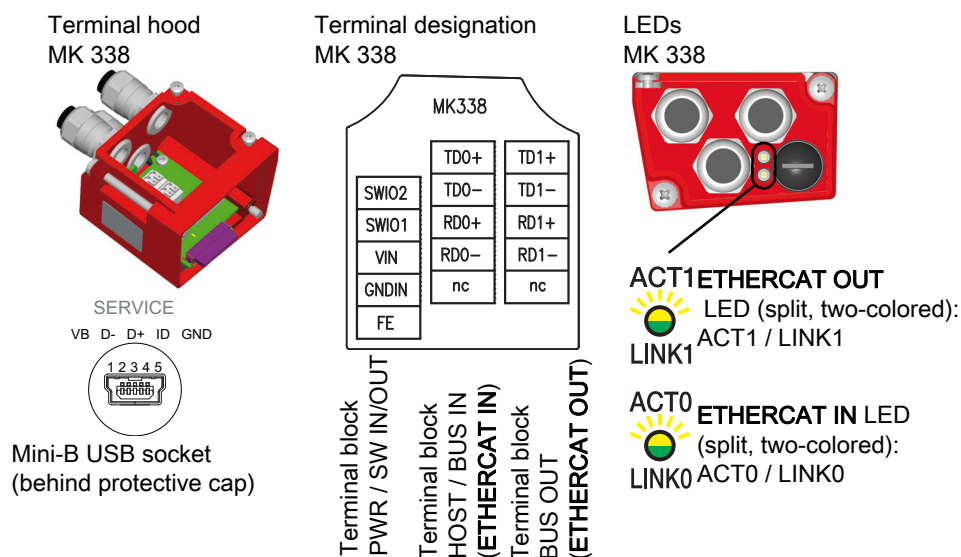 Terminal hood
MK 338
SERVICE
VB D- D+ ID GND
1 2 3 4 5
Mini-B USB socket
(behind protective cap)
Terminal designation
MK 338
MK338
TD0+ TD1+
SWIO2 TD0− TD1−
SWIO1 RD0+ RD1+
VIN RD0− RD1−
GNDIN nc nc
FE
Terminal block
PWR / SW IN/OUT
Terminal block
HOST / BUS IN
(ETHERCAT IN)
Terminal block
BUS OUT
(ETHERCAT OUT)
LEDs
MK 338
ACT1 ETHERCAT OUT
LED (split, two-colored):
LINK1 ACT1 / LINK1
ACT0 ETHERCAT IN LED
(split, two-colored):
LINK0 ACT0 / LINK0